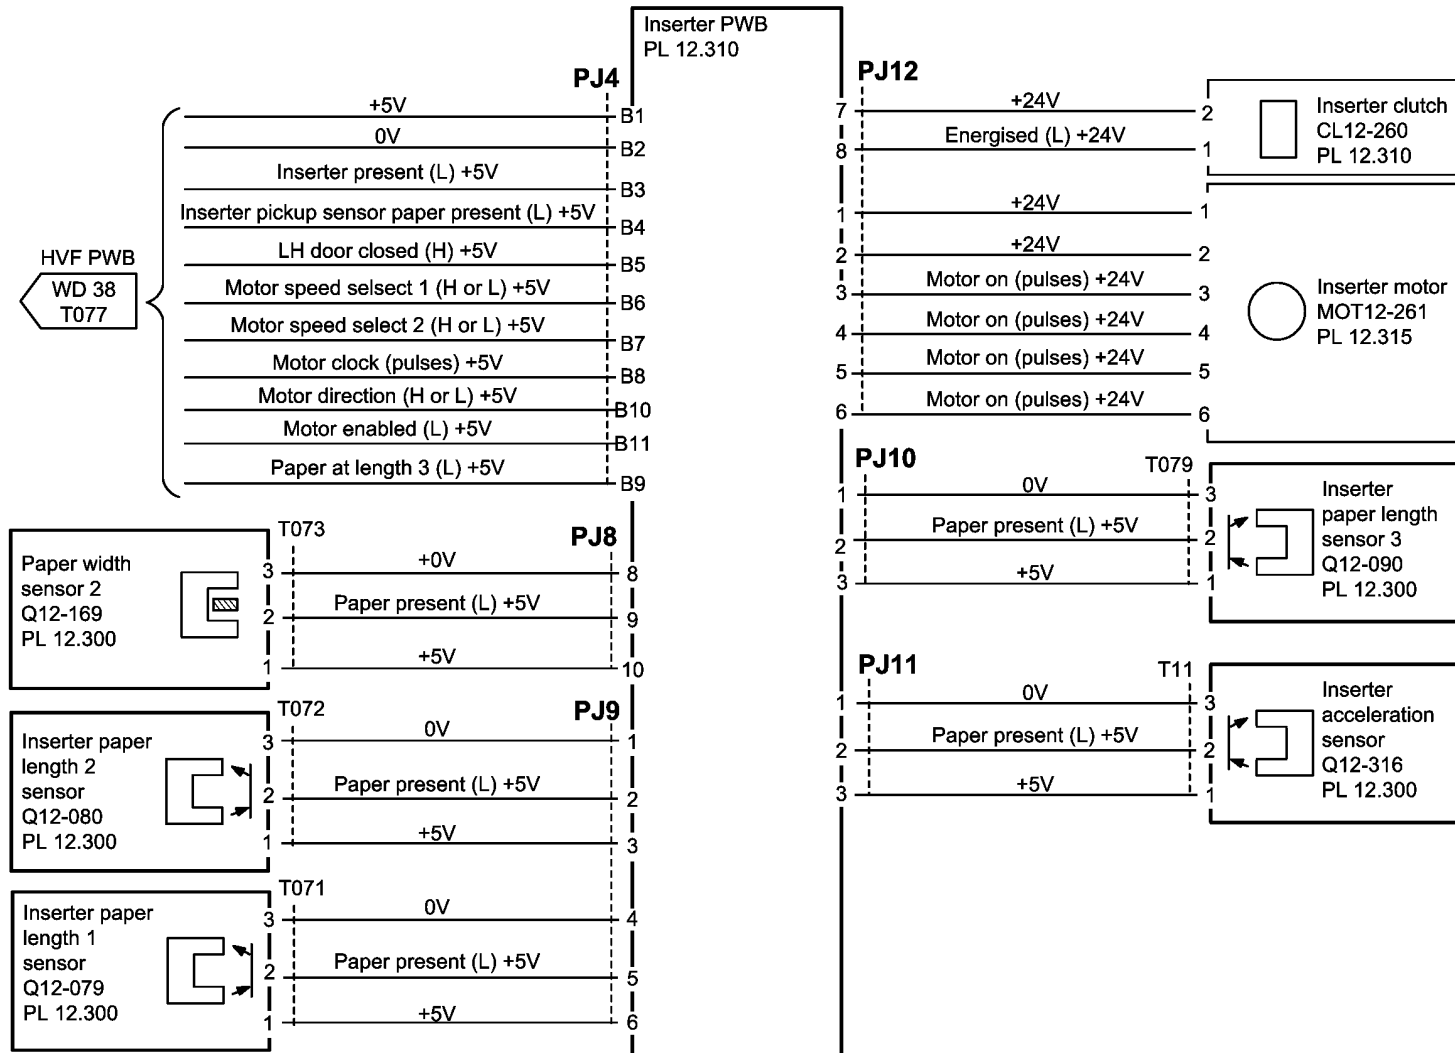 Inserter PWB
PL 12.310
PJ4
+5V
B1
0V
B2
Inserter present (L) +5V
B3
Inserter pickup sensor paper present (L) +5V
B4
LH door closed (H) +5V
B5
Motor speed selsect 1 (H or L) +5V
B6
Motor speed select 2 (H or L) +5V
B7
Motor clock (pulses) +5V
B8
Motor direction (H or L) +5V
B10
Motor enabled (L) +5V
B11
Paper at length 3 (L) +5V
B9
HVF PWB
WD 38
T077
PJ8
T073
Paper width
sensor 2
Q12-169
PL 12.300
3 +0V 8
2 Paper present (L) +5V 9
1 +5V 10
PJ9
T072
Inserter paper
length 2
sensor
Q12-080
PL 12.300
3 0V 1
2 Paper present (L) +5V 2
1 +5V 3
T071
Inserter paper
length 1
sensor
Q12-079
PL 12.300
3 0V 4
2 Paper present (L) +5V 5
1 +5V 6
PJ12
7 +24V 2
8 Energised (L) +24V 1
Inserter clutch
CL12-260
PL 12.310
1 +24V 1
2 +24V 2
3 Motor on (pulses) +24V 3
4 Motor on (pulses) +24V 4
5 Motor on (pulses) +24V 5
6 Motor on (pulses) +24V 6
Inserter motor
MOT12-261
PL 12.315
PJ10
T079
1 0V 3
2 Paper present (L) +5V 2
3 +5V 1
Inserter
paper length
sensor 3
Q12-090
PL 12.300
PJ11
T11
1 0V 3
2 Paper present (L) +5V 2
3 +5V 1
Inserter
acceleration
sensor
Q12-316
PL 12.300